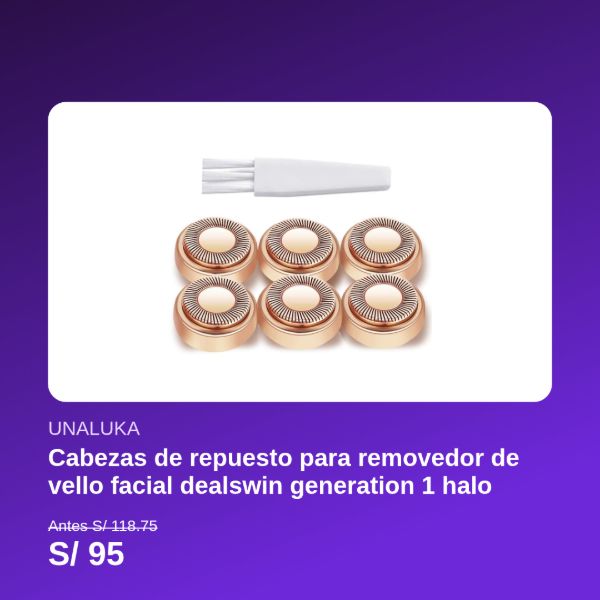 UNALUKA
Cabezas de repuesto para removedor de
vello facial dealswin generation 1 halo
Antes S/ 118.75
S/ 95